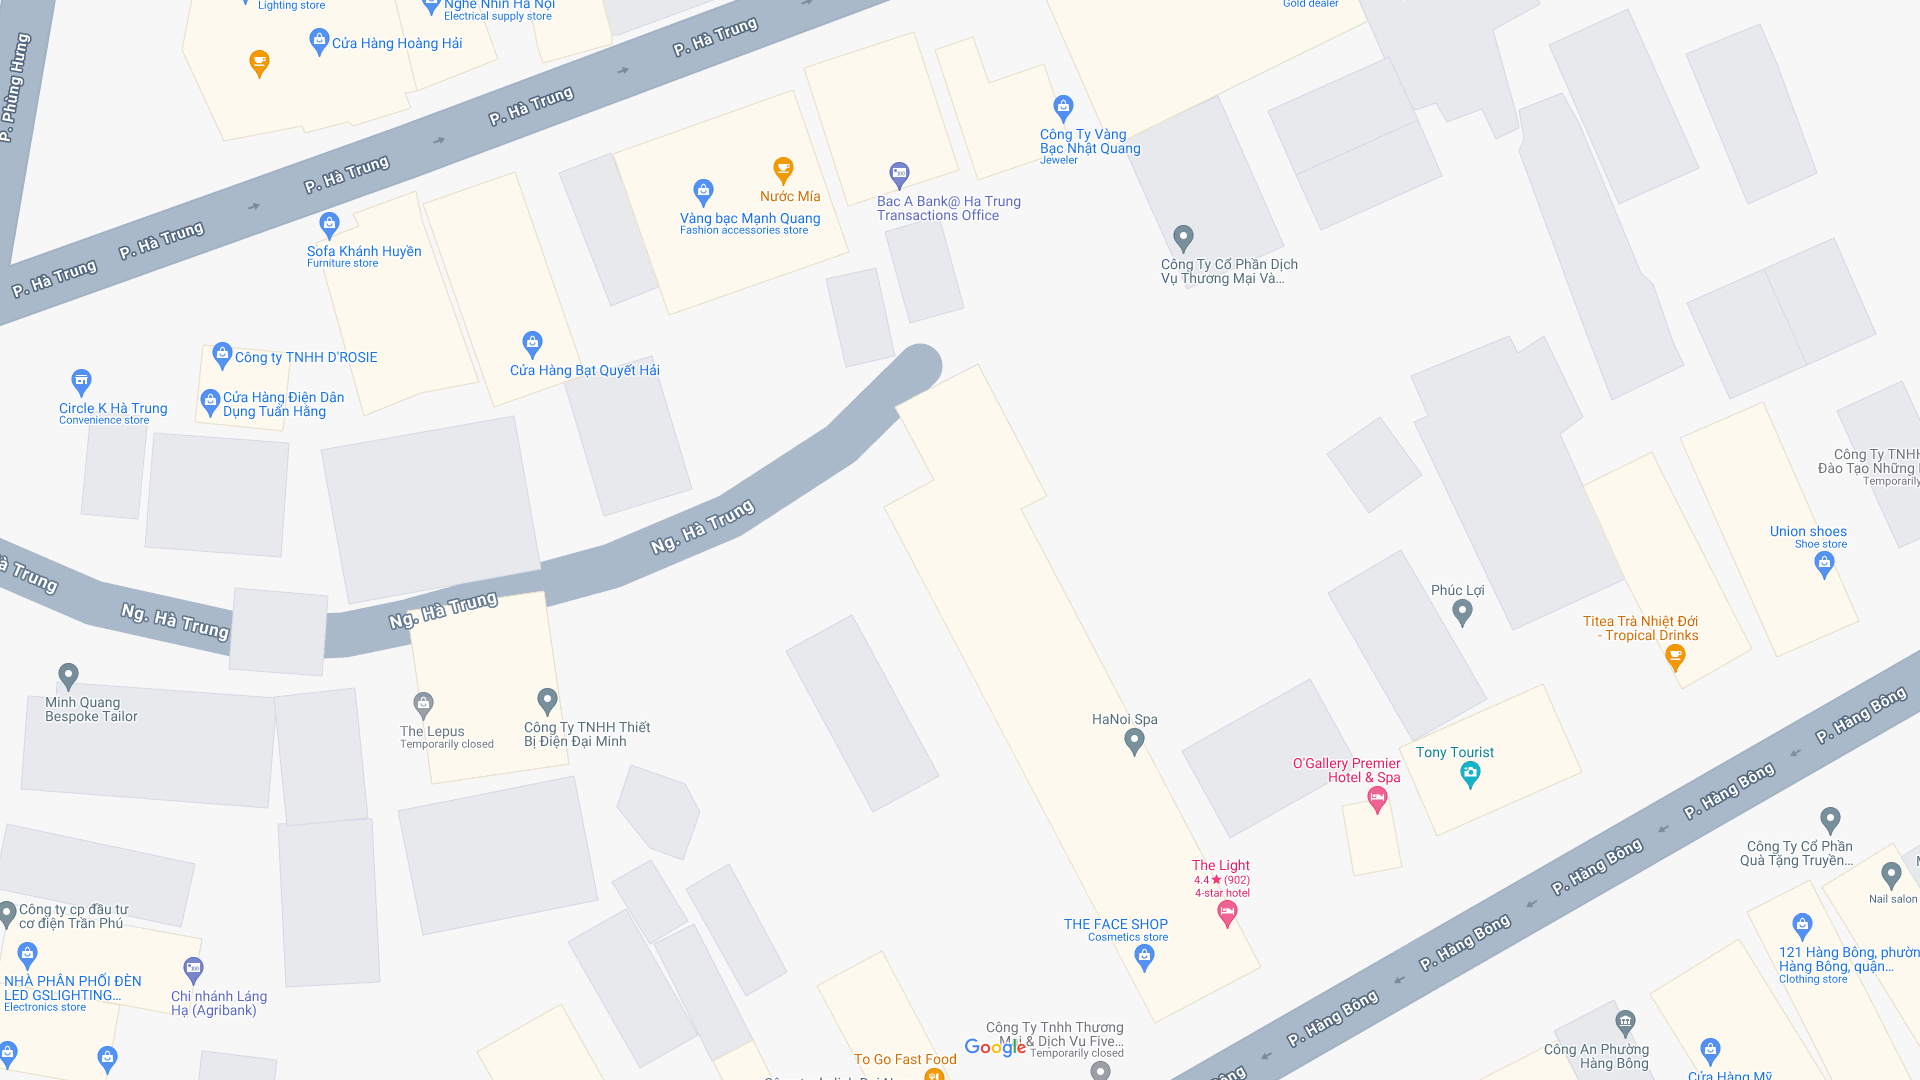 Lighting store
Nghe Nhìn Hà Nội
Electrical supply store
Gold dealer
Cửa Hàng Hoàng Hải
P. Hà Trung
P. Phùng Hưng
P. Hà Trung
P. Hà Trung
P. Hà Trung
P. Hà Trung
Công Ty Vàng
Bạc Nhật Quang
Jeweler
Nước Mía
Vàng bạc Mạnh Quang
Fashion accessories store
Bac A Bank@ Ha Trung
Transactions Office
Sofa Khánh Huyền
Furniture store
Công Ty Cổ Phần Dịch
Vụ Thương Mại Và...
Công ty TNHH D'ROSIE
Cửa Hàng Bạt Quyết Hải
Cửa Hàng Điện Dân
Dụng Tuấn Hằng
Circle K Hà Trung
Convenience store
Công Ty TNHH
Đào Tạo Những
Temporarily
Union shoes
Shoe store
Ng. Hà Trung
à Trung
Ng. Hà Trung
Ng. Hà Trung
Phúc Lợi
Titea Trà Nhiệt Đới
- Tropical Drinks
Minh Quang
Bespoke Tailor
The Lepus
Temporarily closed
Công Ty TNHH Thiết
Bị Điện Đại Minh
HaNoi Spa
P. Hàng Bông
Tony Tourist
O'Gallery Premier
Hotel & Spa
P. Hàng Bông
P. Hàng Bông
Công Ty Cổ Phần
Quà Tặng Truyền...
The Light
4.4★(902)
4-star hotel
Nail salon
Công ty cp đầu tư
cơ điện Trần Phú
THE FACE SHOP
Cosmetics store
P. Hàng Bông
121 Hàng Bông, phườn
Hàng Bông, quận...
Clothing store
NHÀ PHÂN PHỐI ĐÈN
LED GSLIGHTING...
Electronics store
Chi nhánh Láng
Hạ (Agribank)
P. Hàng Bông
Công Ty Tnhh Thương
Mại & Dịch Vu Five...
Temporarily closed
Google
Công An Phường
Hàng Bông
To Go Fast Food
Bông
Cửa Hàng Mỹ